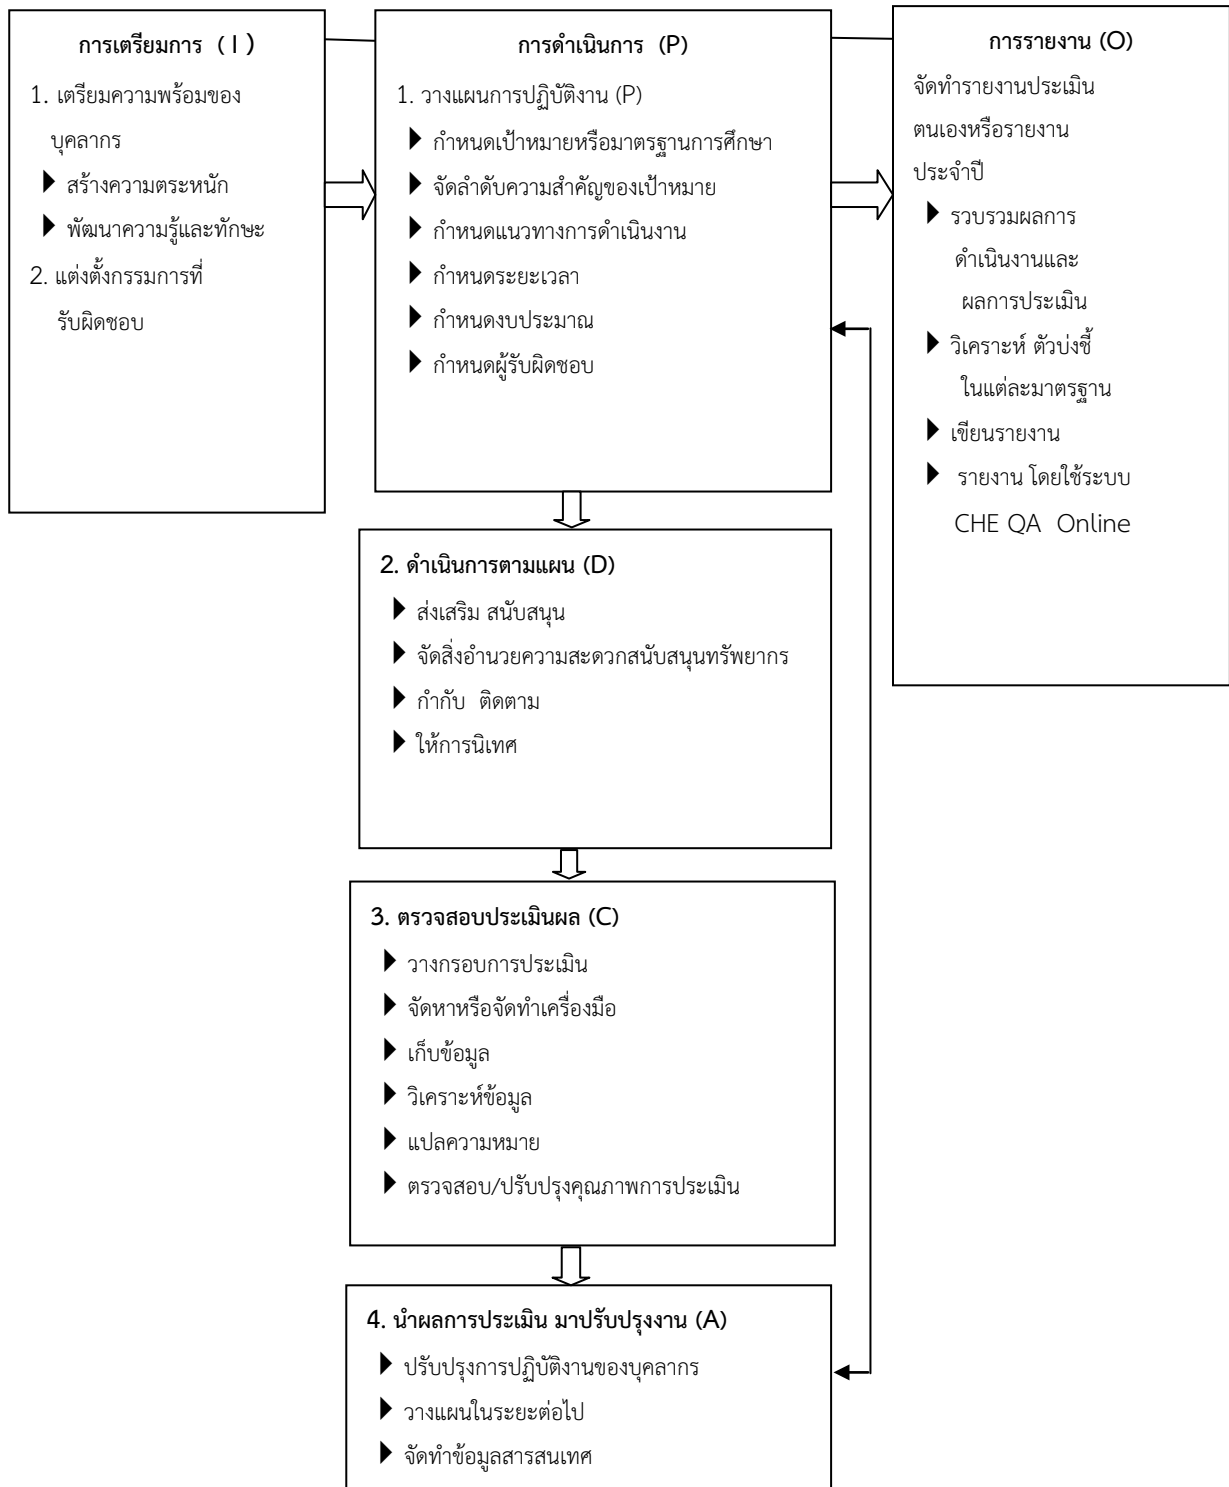 การเตรียมการ (I)
1. เตรียมความพร้อมของ
บุคลากร
สร้างความตระหนัก
พัฒนาความรู้และทักษะ
2. แต่งตั้งกรรมการที่
รับผิดชอบ
การดำเนินการ (P)
1. วางแผนการปฏิบัติงาน (P)
กำหนดเป้าหมายหรือมาตรฐานการศึกษา
จัดลำดับความสำคัญของเป้าหมาย
กำหนดแนวทางการดำเนินงาน
กำหนดระยะเวลา
กำหนดงบประมาณ
กำหนดผู้รับผิดชอบ
การรายงาน (O)
จัดทำรายงานประเมิน
ตนเองหรือรายงาน
ประจำปี
รวบรวมผลการ
ดำเนินงานและ
ผลการประเมิน
วิเคราะห์ ตัวบ่งชี้
ในแต่ละมาตรฐาน
เขียนรายงาน
รายงาน โดยใช้ระบบ
CHE QA Online
2. ดำเนินการตามแผน (D)
ส่งเสริม สนับสนุน
จัดสิ่งอำนวยความสะดวกสนับสนุนทรัพยากร
กำกับ ติดตาม
ให้การนิเทศ
3. ตรวจสอบประเมินผล (C)
วางกรอบการประเมิน
จัดหาหรือจัดทำเครื่องมือ
เก็บข้อมูล
วิเคราะห์ข้อมูล
แปลความหมาย
ตรวจสอบ/ปรับปรุงคุณภาพการประเมิน
4. นำผลการประเมิน มาปรับปรุงงาน (A)
ปรับปรุงการปฏิบัติงานของบุคลากร
วางแผนในระยะต่อไป
จัดทำข้อมูลสารสนเทศ